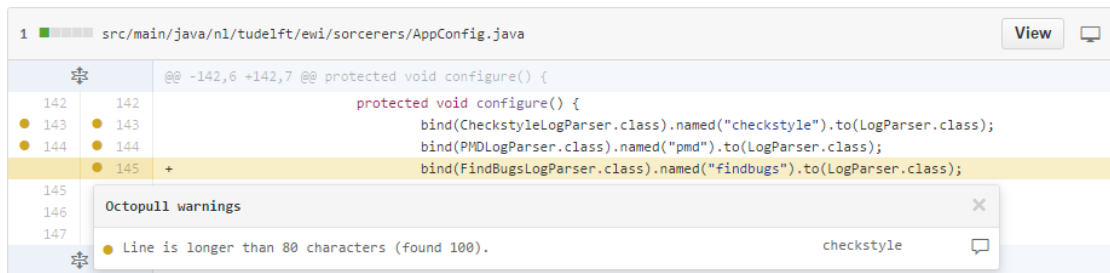 1 src/main/java/nl/tudelft/ewi/sorcerers/AppConfig.java View
@@ -142,6 +142,7 @@ protected void configure() {
142 142 protected void configure() {
143 143 bind(CheckstyleLogParser.class).named("checkstyle").to(LogParser.class);
144 144 bind(PMDLogParser.class).named("pmd").to(LogParser.class);
145 + bind(FindBugsLogParser.class).named("findbugs").to(LogParser.class);
145
146
147
Octopull warnings
Line is longer than 80 characters (found 100). checkstyle